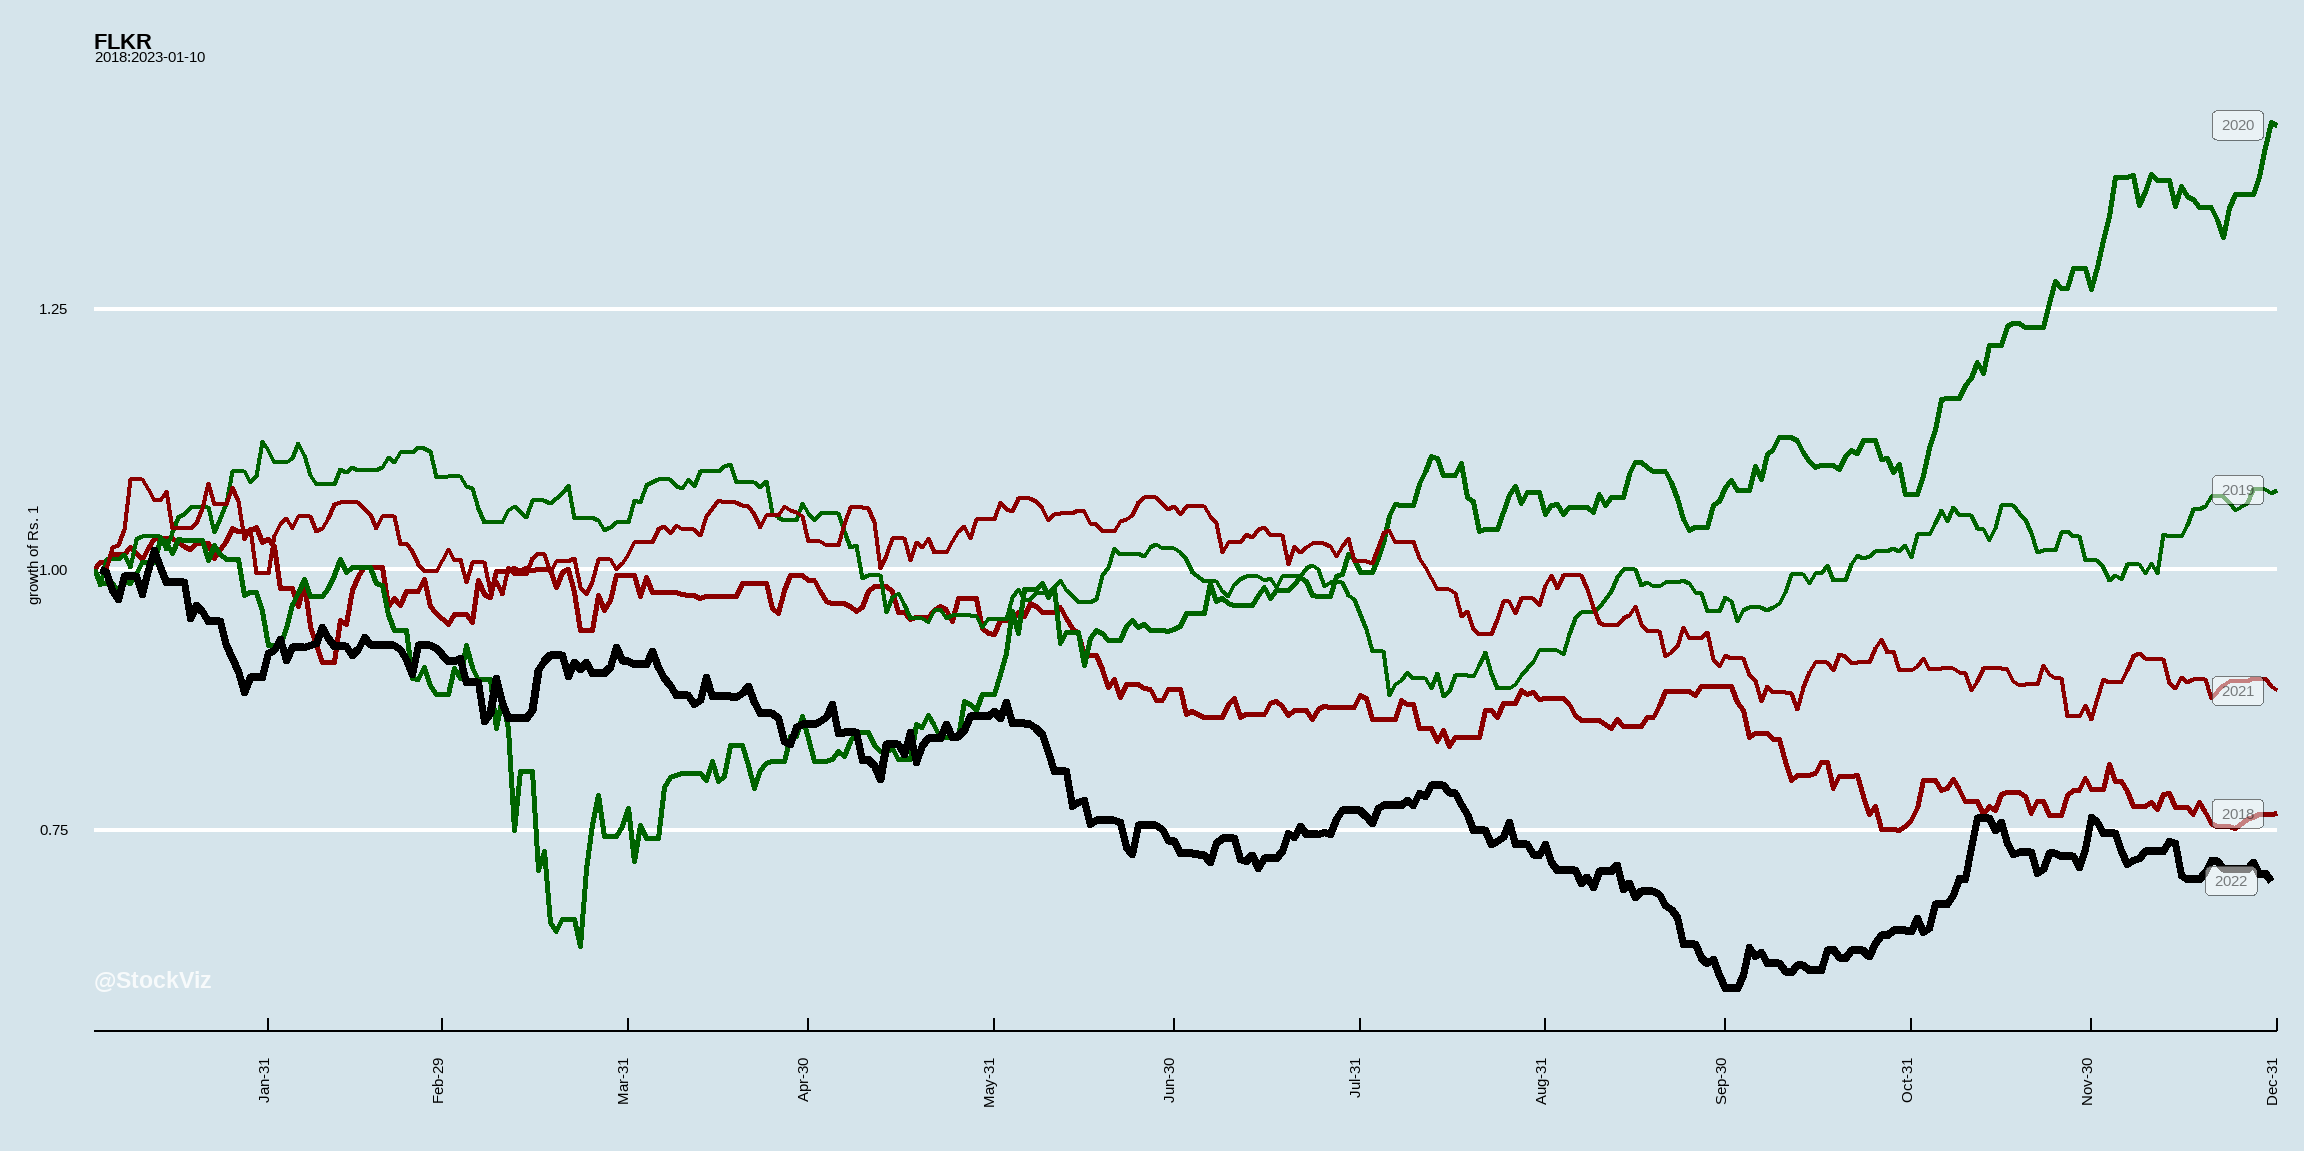 FLKR
2018:2023-01-10
growth of Rs. 1
1.25
1.00
0.75
2020
2019
2021
2018
2022
@StockViz
Jan-31
Feb-29
Mar-31
Apr-30
May-31
Jun-30
Jul-31
Aug-31
Sep-30
Oct-31
Nov-30
Dec-31